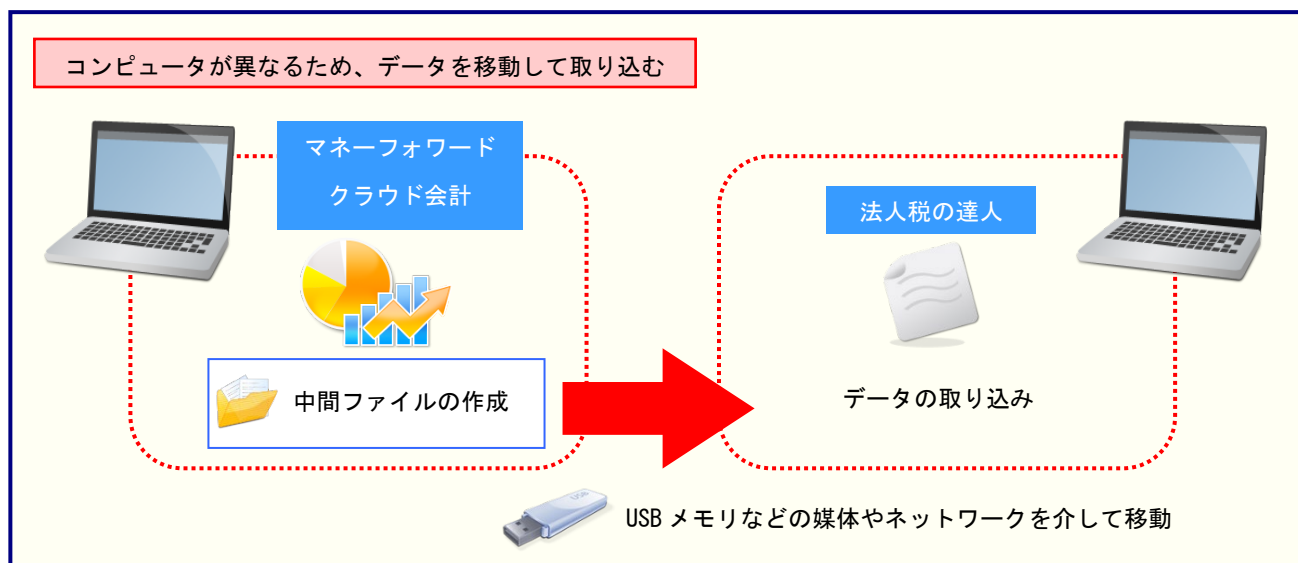 コンピュータが異なるため、データを移動して取り込む
マネーフォワード
クラウド会計
法人税の達人
中間ファイルの作成
データの取り込み
USB
USB メモリなどの媒体やネットワークを介して移動